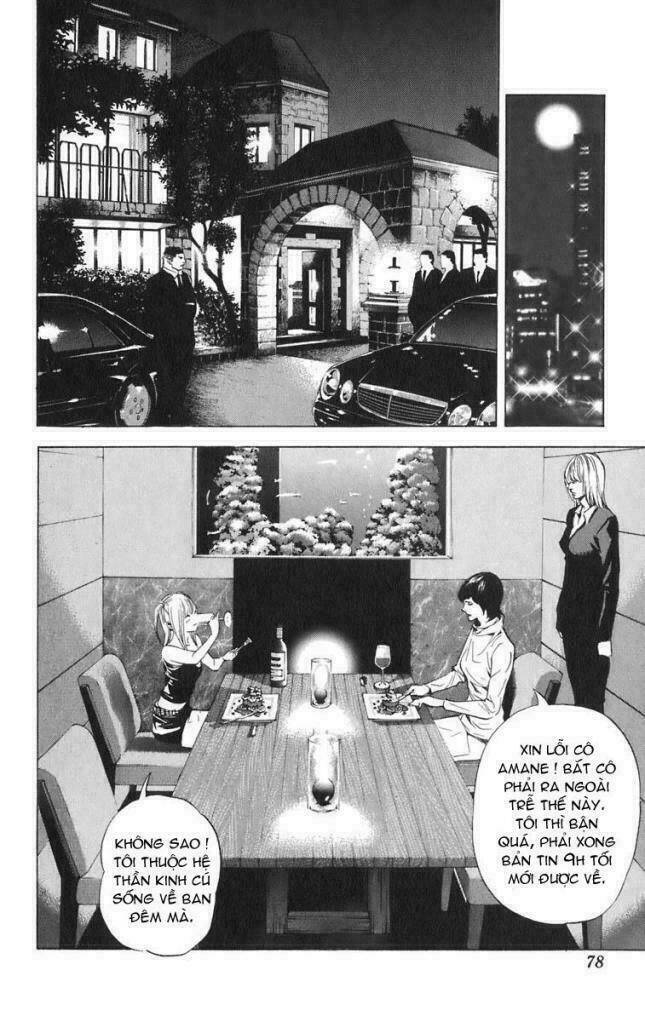 XIN LỖI CÔ
AMANE ! BẮT CÔ
PHẢI RA NGOÀI
TRỄ THẾ NÀY.
TÔI THÌ BẬN
QUÁ, PHẢI XONG
BẢN TIN 9H TỐI
MỚI ĐƯỢC VỀ.
KHÔNG SAO !
TÔI THUỘC HỆ
THẦN KINH CÚ
SỐNG VỀ BAN
ĐÊM MÀ.
78